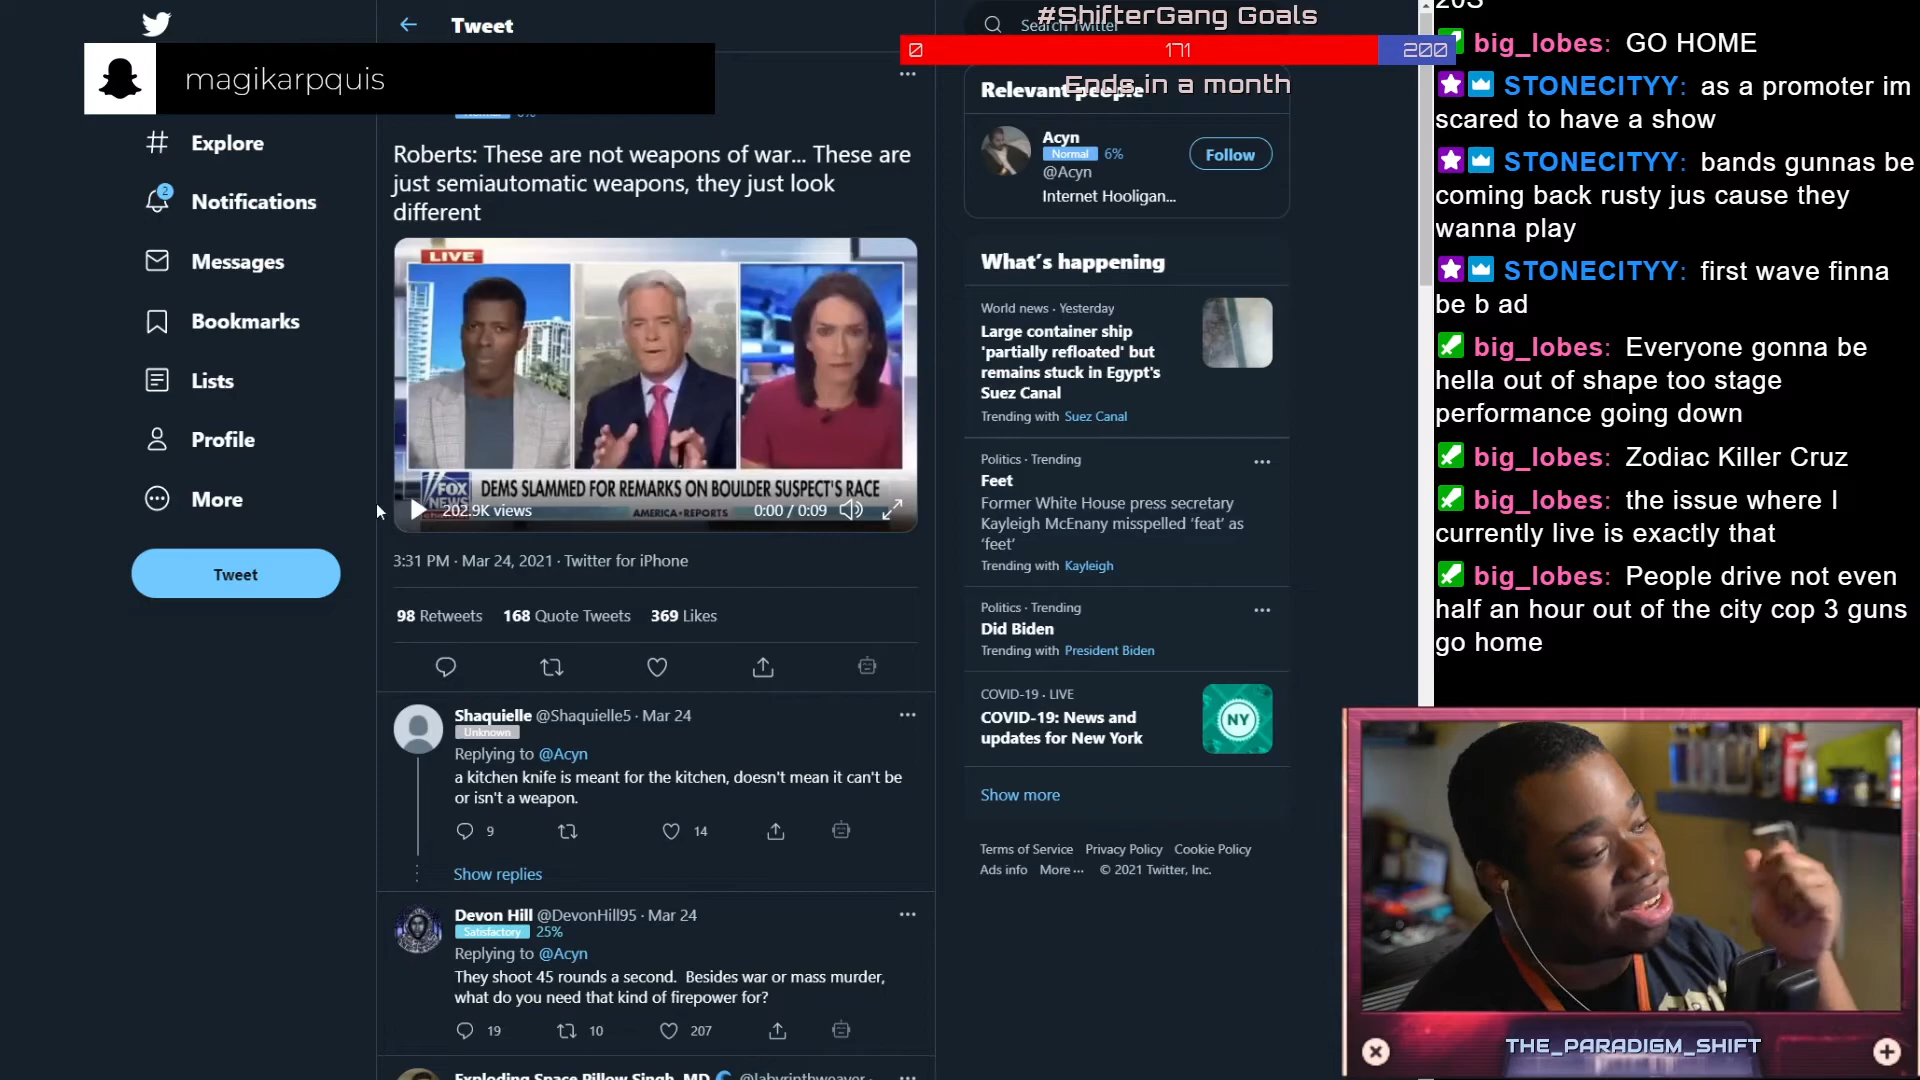 Tweet
magikarpquis
Explore
2
Notifications
Messages
Bookmarks
Lists
Profile
More
Tweet
Roberts: These are not weapons of war... These are
just semiautomatic weapons, they just look
different
LIVE
FOX
NEWS
DEMS SLAMMED FOR REMARKS ON BOULDER SUSPECT'S RACE
AMERICA REPORTS
202.9K views
0:00 / 0:09
3:31 PM · Mar 24, 2021 · Twitter for iPhone
98 Retweets 168 Quote Tweets 369 Likes
Shaquielle @Shaquielle5 · Mar 24
Unknown
Replying to @Acyn
a kitchen knife is meant for the kitchen, doesn't mean it can't be
or isn't a weapon.
9 14
Show replies
Devon Hill @DevonHill95 · Mar 24
Satisfactory 25%
Replying to @Acyn
They shoot 45 rounds a second. Besides war or mass murder,
what do you need that kind of firepower for?
19 10 207
Exploding Space Pillow Singh, MD @labyrinthweaver ·
Search Twitter
#ShifterGang Goals
0 171 200
Ends in a month
Relevant people
Acyn
Normal 6%
@Acyn
Internet Hooligan...
Follow
What's happening
World news · Yesterday
Large container ship
'partially refloated' but
remains stuck in Egypt's
Suez Canal
Trending with Suez Canal
Politics · Trending
Feet
Former White House press secretary
Kayleigh McEnany misspelled 'feat' as
'feet'
Trending with Kayleigh
Politics · Trending
Did Biden
Trending with President Biden
COVID-19 · LIVE
COVID-19: News and
updates for New York
NY
Show more
Terms of Service Privacy Policy Cookie Policy
Ads info More ··· © 2021 Twitter, Inc.
big_lobes: GO HOME
STONECITYY: as a promoter im
scared to have a show
STONECITYY: bands gunnas be
coming back rusty jus cause they
wanna play
STONECITYY: first wave finna
be b ad
big_lobes: Everyone gonna be
hella out of shape too stage
performance going down
big_lobes: Zodiac Killer Cruz
big_lobes: the issue where I
currently live is exactly that
big_lobes: People drive not even
half an hour out of the city cop 3 guns
go home
THE_PARADIGM_SHIFT